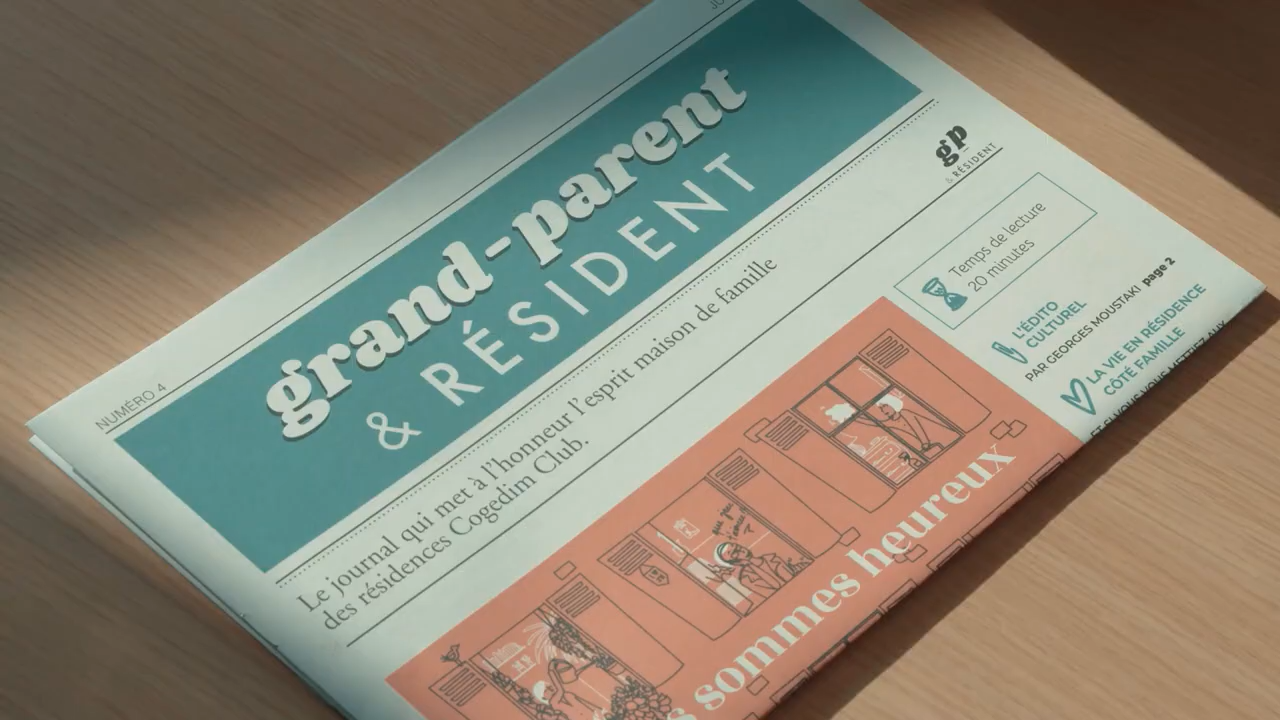 NUMÉRO 4
grand-parent
& RÉSIDENT
Le journal qui met à l'honneur l'esprit maison de famille
des résidences Cogedim Club.
gp
& RÉSIDENT
Temps de lecture
20 minutes
L'ÉDITO
CULTUREL
PAR GEORGES MOUSTAKI page 2
LA VIE EN RÉSIDENCE
CÔTÉ FAMILLE
sommes heureux